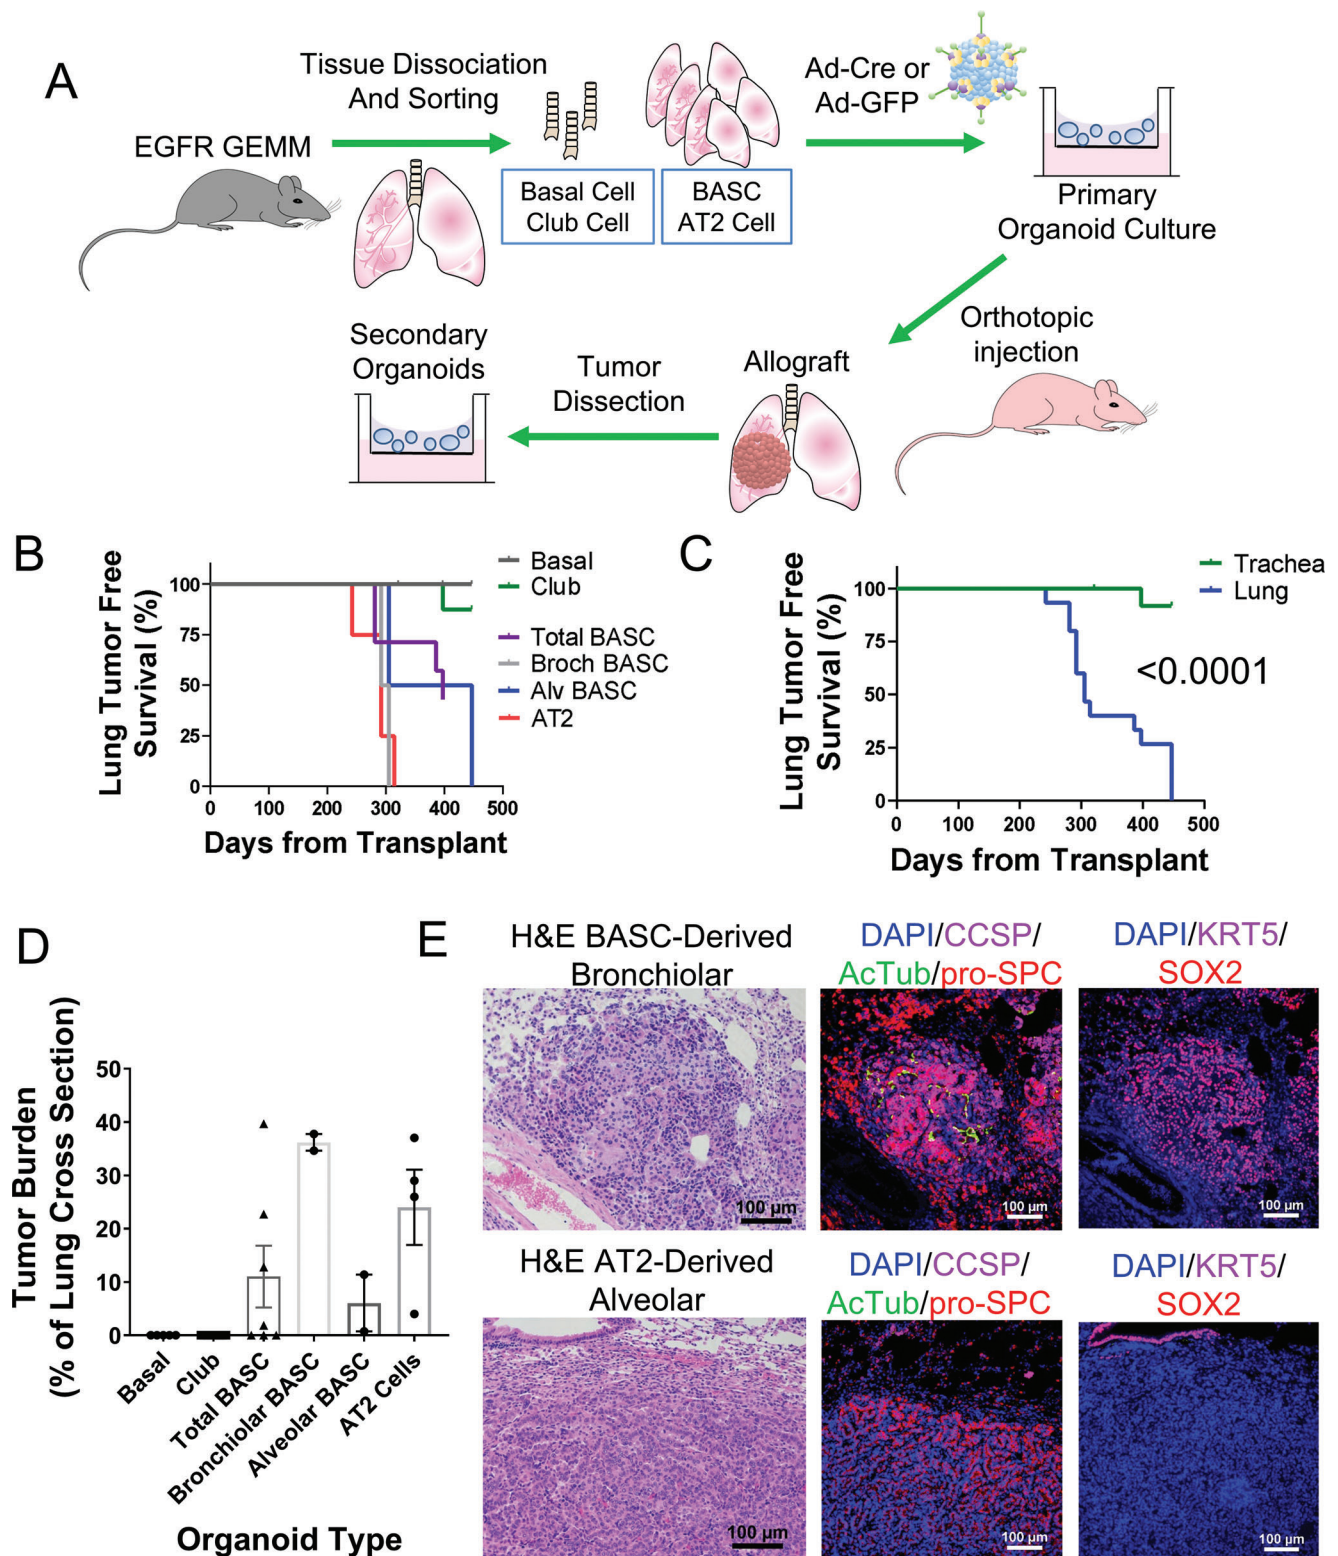 A
EGFR GEMM
Tissue Dissociation
And Sorting
Basal Cell
Club Cell
BASC
AT2 Cell
Ad-Cre or
Ad-GFP
Primary
Organoid Culture
Orthotopic
injection
Allograft
Tumor
Dissection
Secondary
Organoids
B
Lung Tumor Free
Survival (%)
100
75
50
25
0
0 100 200 300 400 500
Days from Transplant
Basal
Club
Total BASC
Broch BASC
Alv BASC
AT2
C
Lung Tumor Free
Survival (%)
100
75
50
25
0
0 100 200 300 400 500
Days from Transplant
Trachea
Lung
<0.0001
D
Tumor Burden
(% of Lung Cross Section)
50
40
30
20
10
0
Basal
Club
Total BASC
Bronchiolar BASC
Alveolar BASC
AT2 Cells
Organoid Type
E
H&E BASC-Derived
Bronchiolar
100 µm
DAPI/CCSP/
AcTub/pro-SPC
100 µm
DAPI/KRT5/
SOX2
100 µm
H&E AT2-Derived
Alveolar
100 µm
DAPI/CCSP/
AcTub/pro-SPC
100 µm
DAPI/KRT5/
SOX2
100 µm